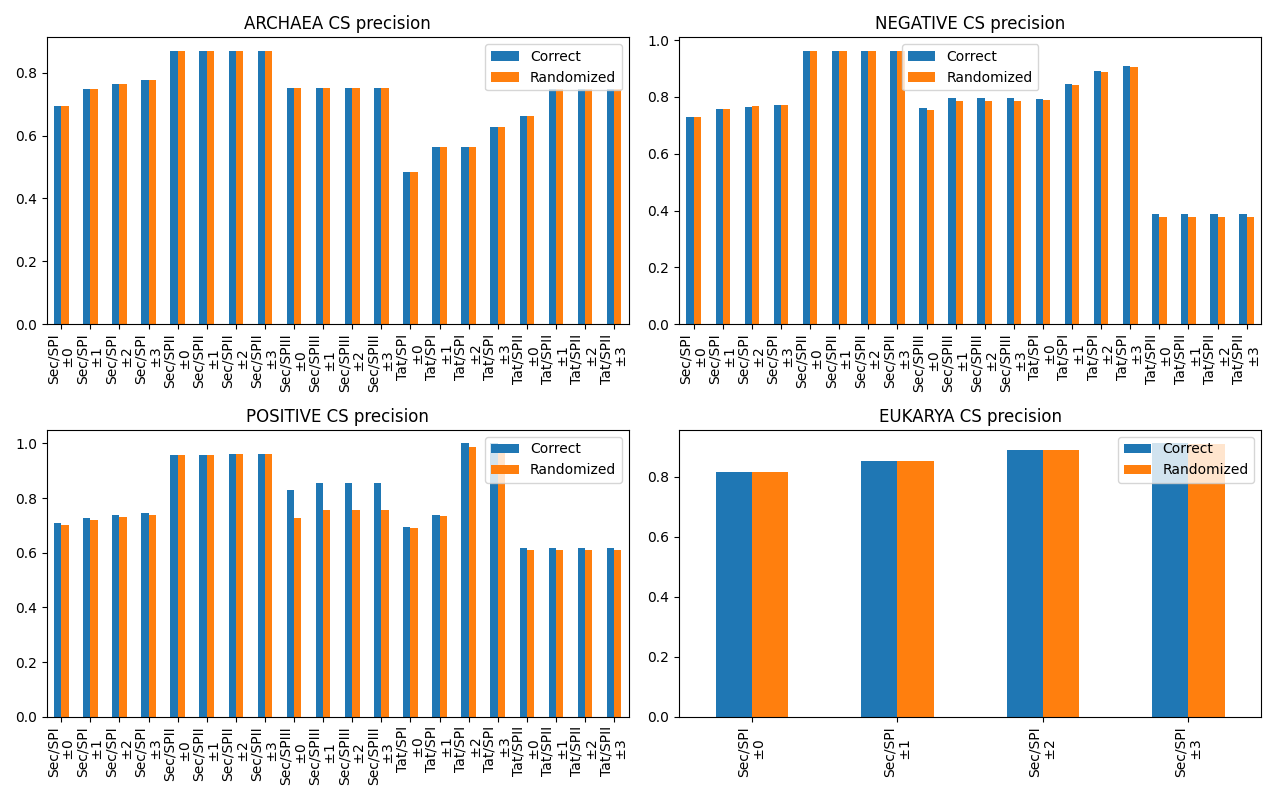 ARCHAEA CS precision
Correct
Randomized
0.8
0.6
0.4
0.2
0.0
Sec/SPI ±0
Sec/SPI ±1
Sec/SPI ±2
Sec/SPI ±3
Sec/SPII ±0
Sec/SPII ±1
Sec/SPII ±2
Sec/SPII ±3
Sec/SPIII ±0
Sec/SPIII ±1
Sec/SPIII ±2
Sec/SPIII ±3
Tat/SPI ±0
Tat/SPI ±1
Tat/SPI ±2
Tat/SPI ±3
Tat/SPII ±0
Tat/SPII ±1
Tat/SPII ±2
Tat/SPII ±3
NEGATIVE CS precision
Correct
Randomized
1.0
0.8
0.6
0.4
0.2
0.0
Sec/SPI ±0
Sec/SPI ±1
Sec/SPI ±2
Sec/SPI ±3
Sec/SPII ±0
Sec/SPII ±1
Sec/SPII ±2
Sec/SPII ±3
Sec/SPIII ±0
Sec/SPIII ±1
Sec/SPIII ±2
Sec/SPIII ±3
Tat/SPI ±0
Tat/SPI ±1
Tat/SPI ±2
Tat/SPI ±3
Tat/SPII ±0
Tat/SPII ±1
Tat/SPII ±2
Tat/SPII ±3
POSITIVE CS precision
Correct
Randomized
1.0
0.8
0.6
0.4
0.2
0.0
Sec/SPI ±0
Sec/SPI ±1
Sec/SPI ±2
Sec/SPI ±3
Sec/SPII ±0
Sec/SPII ±1
Sec/SPII ±2
Sec/SPII ±3
Sec/SPIII ±0
Sec/SPIII ±1
Sec/SPIII ±2
Sec/SPIII ±3
Tat/SPI ±0
Tat/SPI ±1
Tat/SPI ±2
Tat/SPI ±3
Tat/SPII ±0
Tat/SPII ±1
Tat/SPII ±2
Tat/SPII ±3
EUKARYA CS precision
Correct
Randomized
0.8
0.6
0.4
0.2
0.0
Sec/SPI ±0
Sec/SPI ±1
Sec/SPI ±2
Sec/SPI ±3